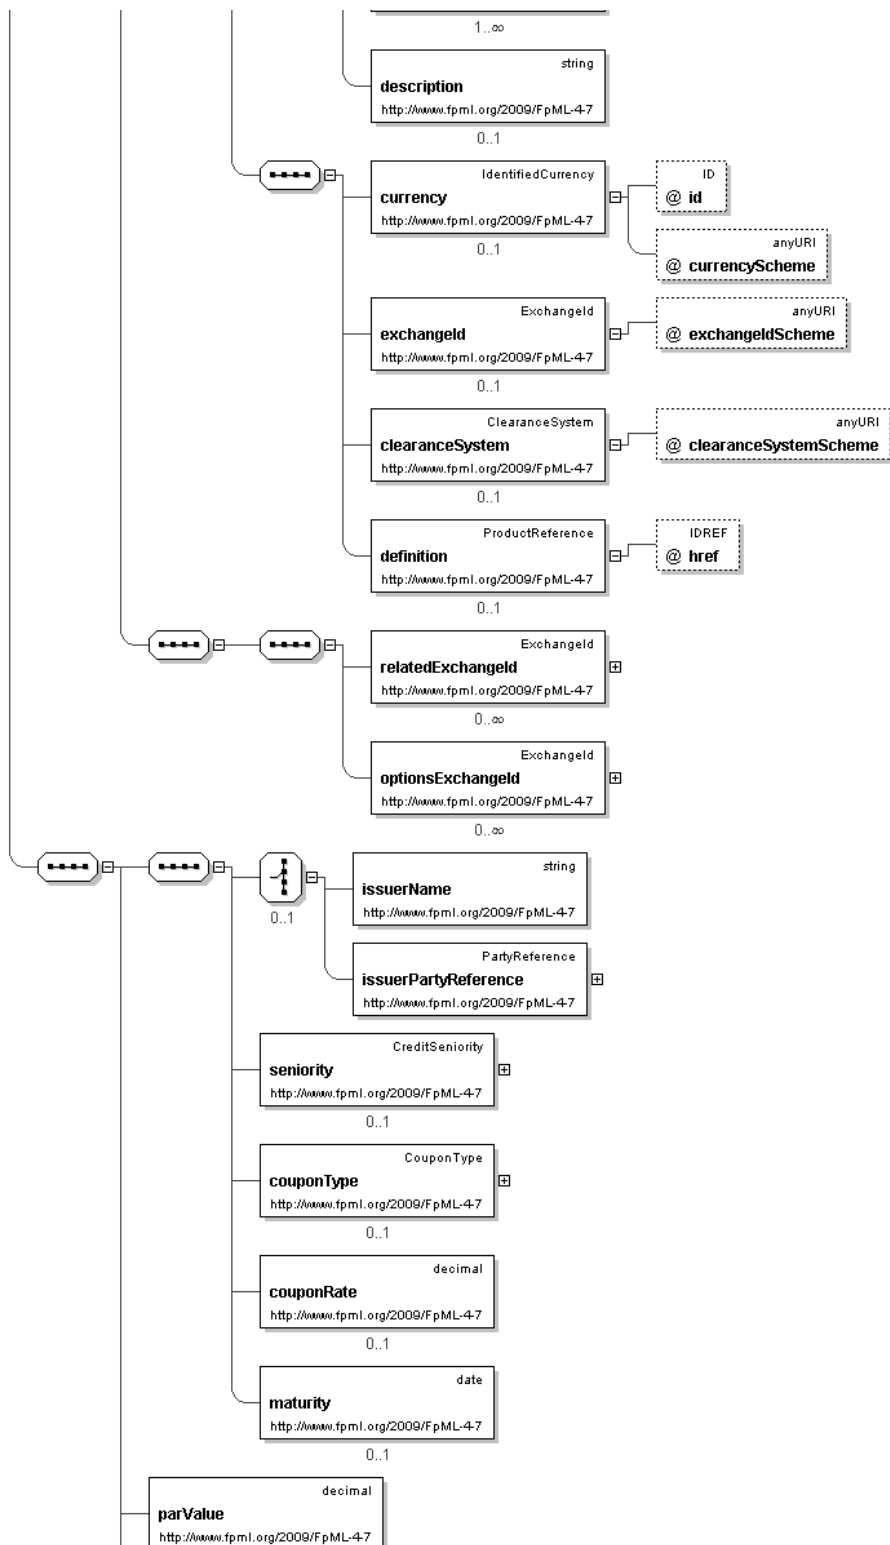 1..∞
string
description
http://www.fpml.org/2009/FpML-4-7
0..1
IdentifiedCurrency
currency
http://www.fpml.org/2009/FpML-4-7
0..1
ID
@ id
anyURI
@ currencyScheme
ExchangeId
exchangeId
http://www.fpml.org/2009/FpML-4-7
0..1
anyURI
@ exchangeIdScheme
ClearanceSystem
clearanceSystem
http://www.fpml.org/2009/FpML-4-7
0..1
anyURI
@ clearanceSystemScheme
ProductReference
definition
http://www.fpml.org/2009/FpML-4-7
0..1
IDREF
@ href
ExchangeId
relatedExchangeId
http://www.fpml.org/2009/FpML-4-7
0..∞
ExchangeId
optionsExchangeId
http://www.fpml.org/2009/FpML-4-7
0..∞
0..1
string
issuerName
http://www.fpml.org/2009/FpML-4-7
PartyReference
issuerPartyReference
http://www.fpml.org/2009/FpML-4-7
CreditSeniority
seniority
http://www.fpml.org/2009/FpML-4-7
0..1
CouponType
couponType
http://www.fpml.org/2009/FpML-4-7
0..1
decimal
couponRate
http://www.fpml.org/2009/FpML-4-7
0..1
date
maturity
http://www.fpml.org/2009/FpML-4-7
0..1
decimal
parValue
http://www.fpml.org/2009/FpML-4-7